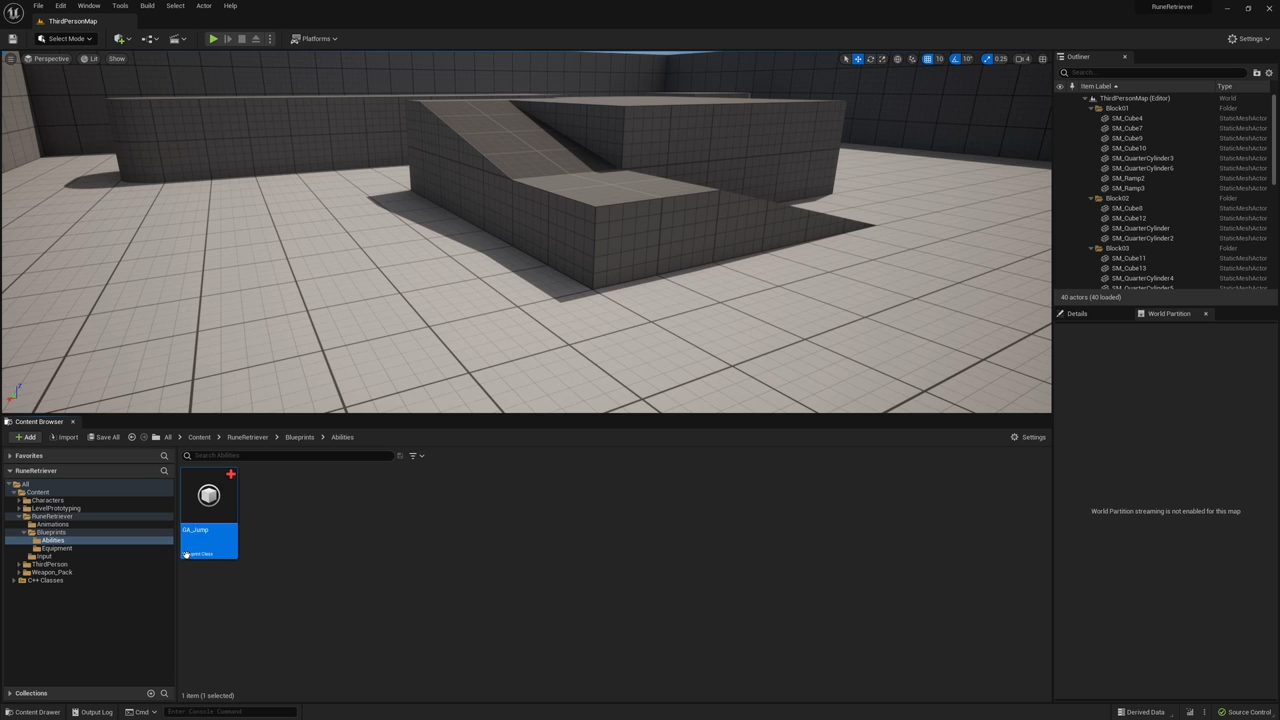 File Edit Window Tools Build Select Actor Help
RuneRetriever
ThirdPersonMap
Select Mode
Platforms
Settings
Perspective Lit Show
10 10° 0.25 4
Outliner
Search...
Item Label Type
ThirdPersonMap (Editor) World
Block01 Folder
SM_Cube4 StaticMeshActor
SM_Cube7 StaticMeshActor
SM_Cube9 StaticMeshActor
SM_Cube10 StaticMeshActor
SM_QuarterCylinder3 StaticMeshActor
SM_QuarterCylinder6 StaticMeshActor
SM_Ramp2 StaticMeshActor
SM_Ramp3 StaticMeshActor
Block02 Folder
SM_Cube8 StaticMeshActor
SM_Cube12 StaticMeshActor
SM_QuarterCylinder StaticMeshActor
SM_QuarterCylinder2 StaticMeshActor
Block03 Folder
SM_Cube11 StaticMeshActor
SM_Cube13 StaticMeshActor
SM_QuarterCylinder4 StaticMeshActor
SM_QuarterCylinder5 StaticMeshActor
40 actors (40 loaded)
Details World Partition
World Partition streaming is not enabled for this map
Content Browser
Add Import Save All All Content RuneRetriever Blueprints Abilities Settings
Favorites
Search Abilities
RuneRetriever
All
Content
Characters
LevelPrototyping
RuneRetriever
Animations
Blueprints
Abilities
Equipment
Input
ThirdPerson
Weapon_Pack
C++ Classes
GA_Jump
Class
Collections
1 item (1 selected)
Content Drawer Output Log Cmd Enter Console Command
Derived Data Source Control